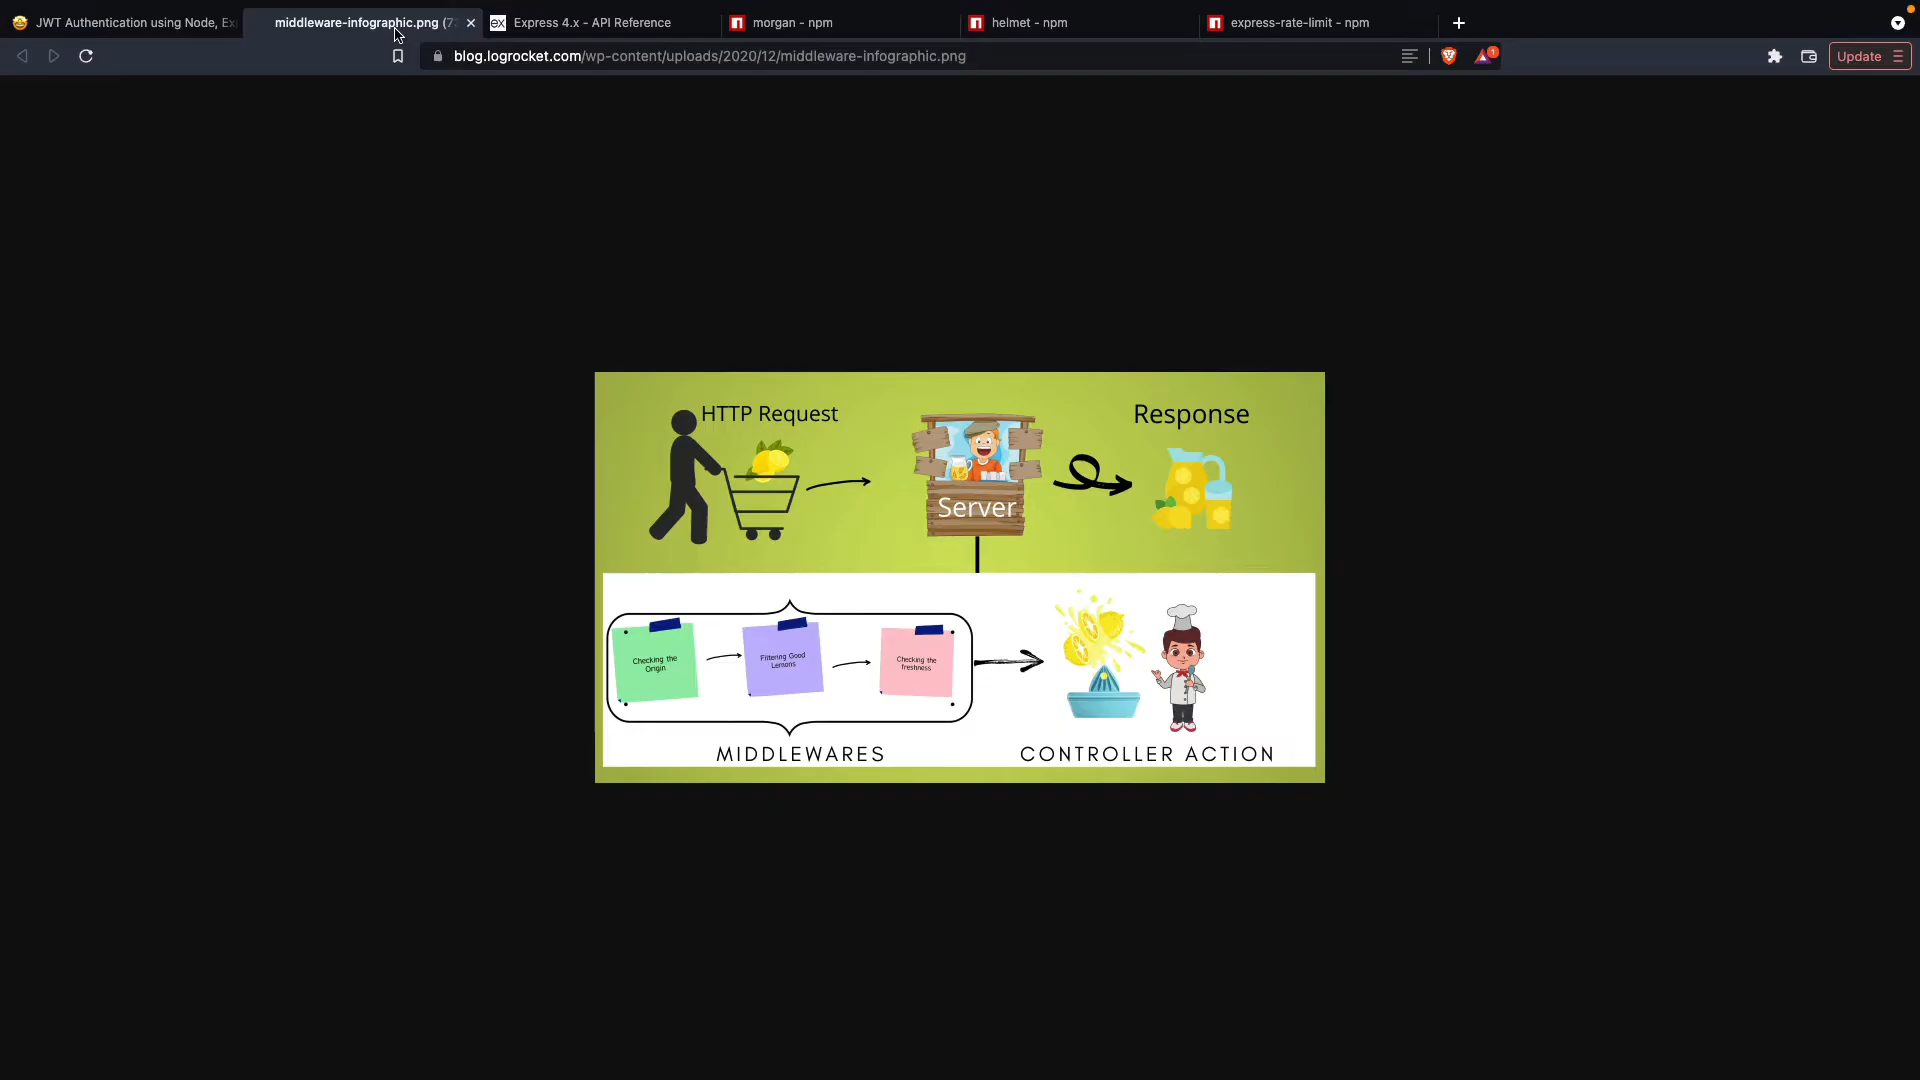 JWT Authentication using Node, Ex
middleware-infographic.png (7
Express 4.x - API Reference
morgan - npm
helmet - npm
express-rate-limit - npm
blog.logrocket.com/wp-content/uploads/2020/12/middleware-infographic.png
1
Update
HTTP Request
Response
Server
Checking the
Origin
Filtering Good
Lemons
Checking the
freshness
MIDDLEWARES
CONTROLLER ACTION